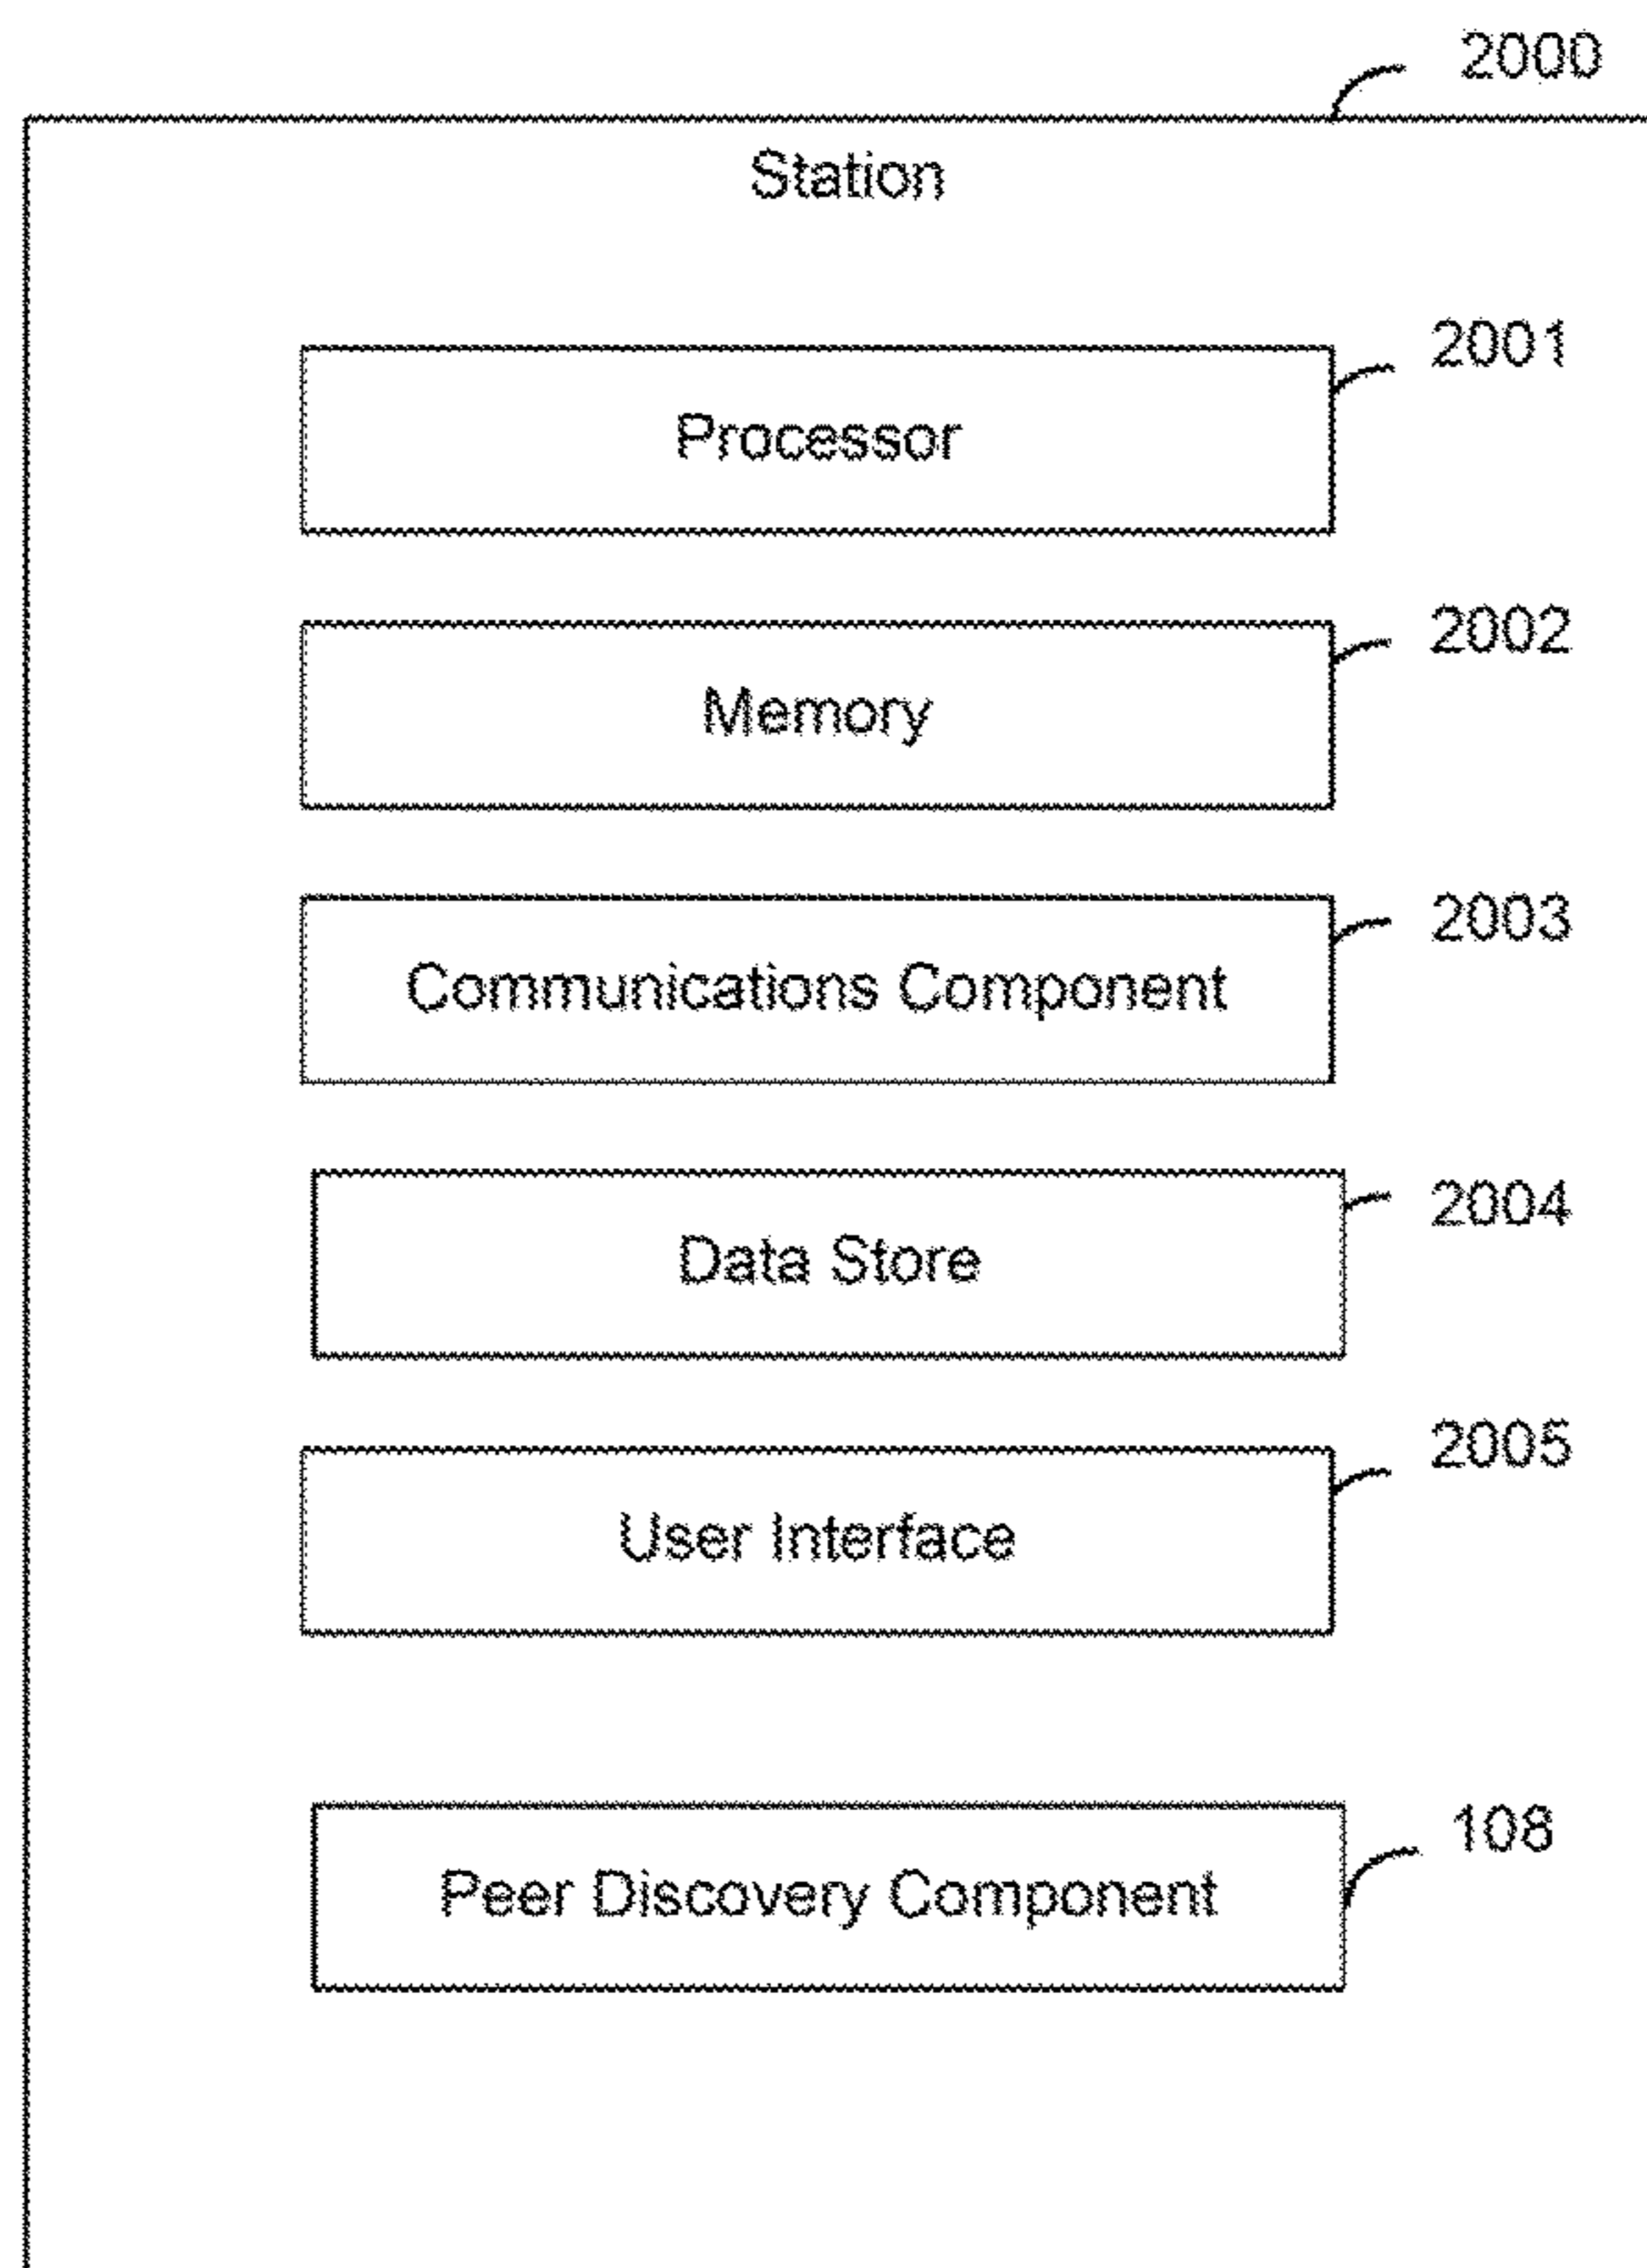 2000
Station
2001
Processor
2002
Memory
2003
Communications Component
2004
Data Store
2005
User Interface
108
Peer Discovery Component